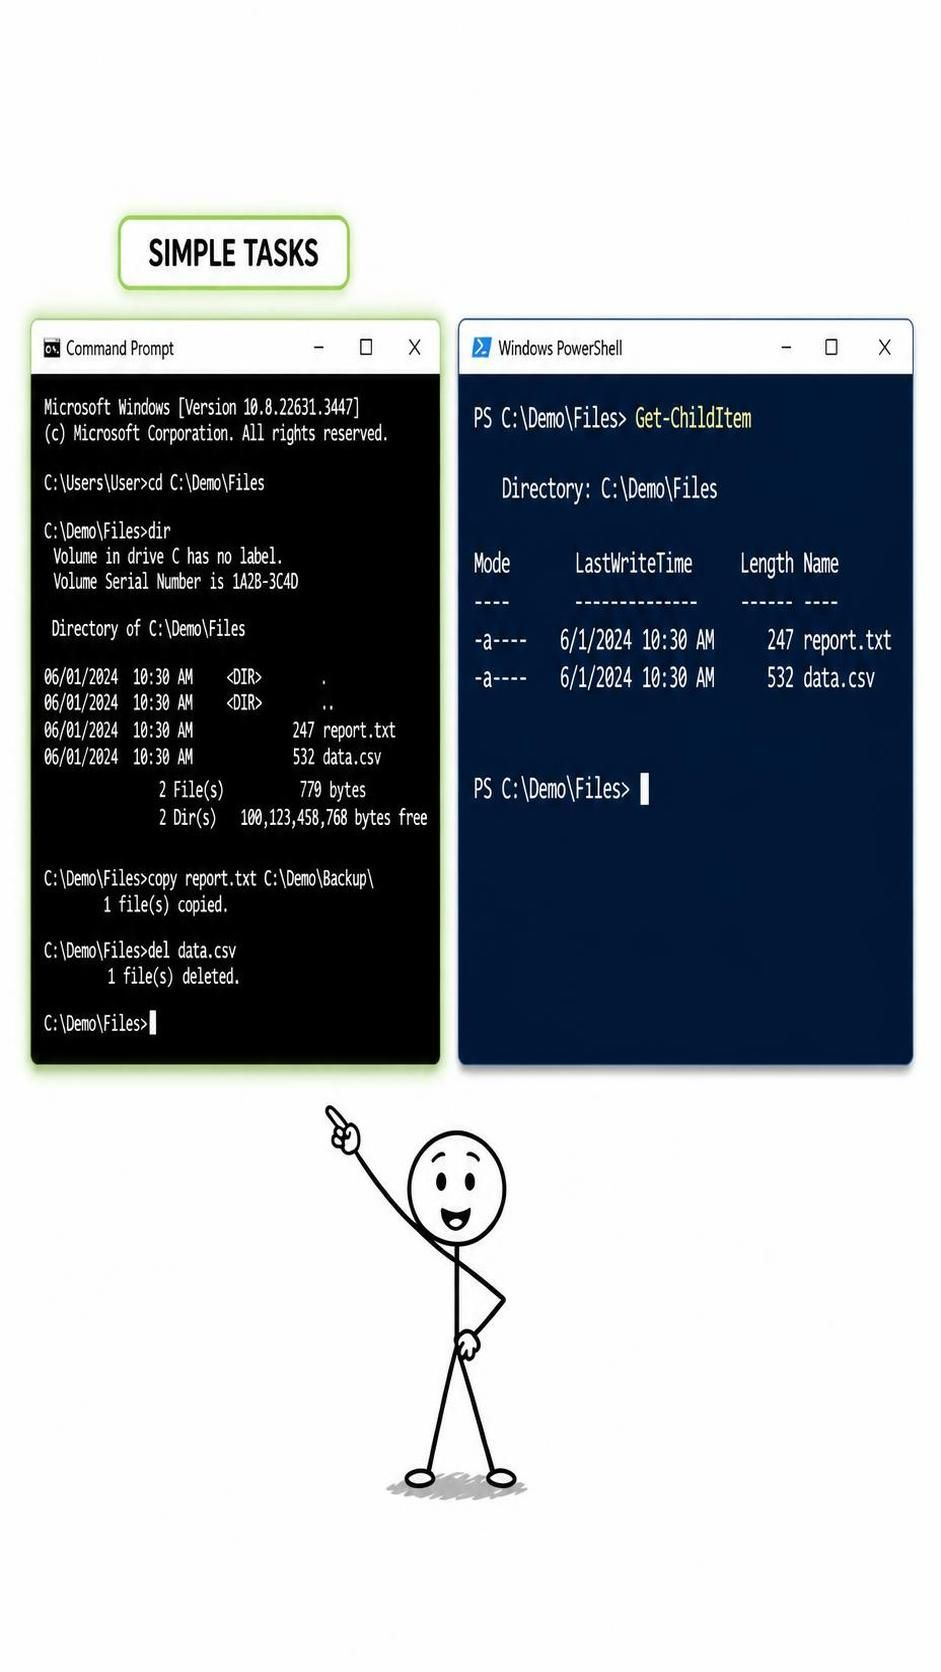 SIMPLE TASKS
Command Prompt
Microsoft Windows [Version 10.8.22631.3447]
(c) Microsoft Corporation. All rights reserved.
C:\Users\User>cd C:\Demo\Files
C:\Demo\Files>dir
Volume in drive C has no label.
Volume Serial Number is 1A2B-3C4D
Directory of C:\Demo\Files
06/01/2024 10:30 AM <DIR> .
06/01/2024 10:30 AM <DIR> ..
06/01/2024 10:30 AM 247 report.txt
06/01/2024 10:30 AM 532 data.csv
2 File(s) 779 bytes
2 Dir(s) 100,123,458,768 bytes free
C:\Demo\Files>copy report.txt C:\Demo\Backup\
1 file(s) copied.
C:\Demo\Files>del data.csv
1 file(s) deleted.
C:\Demo\Files>
Windows PowerShell
PS C:\Demo\Files> Get-ChildItem
Directory: C:\Demo\Files
Mode LastWriteTime Length Name
---- -------------- ------ ----
-a---- 6/1/2024 10:30 AM 247 report.txt
-a---- 6/1/2024 10:30 AM 532 data.csv
PS C:\Demo\Files>